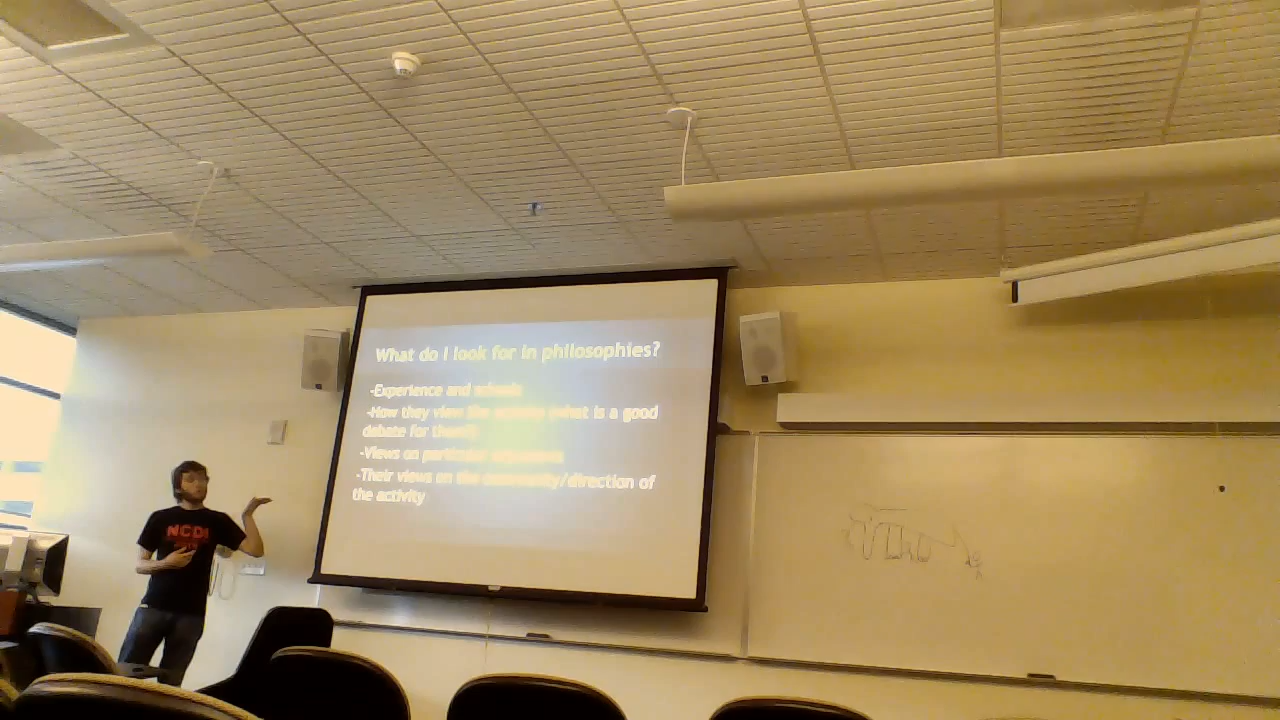 What do I look for in philosophies?
-Experience and schools
-How they view the (what is a good
debate for them?)
-Views on particular
-Their views on the community/direction of
the activity
NCDI